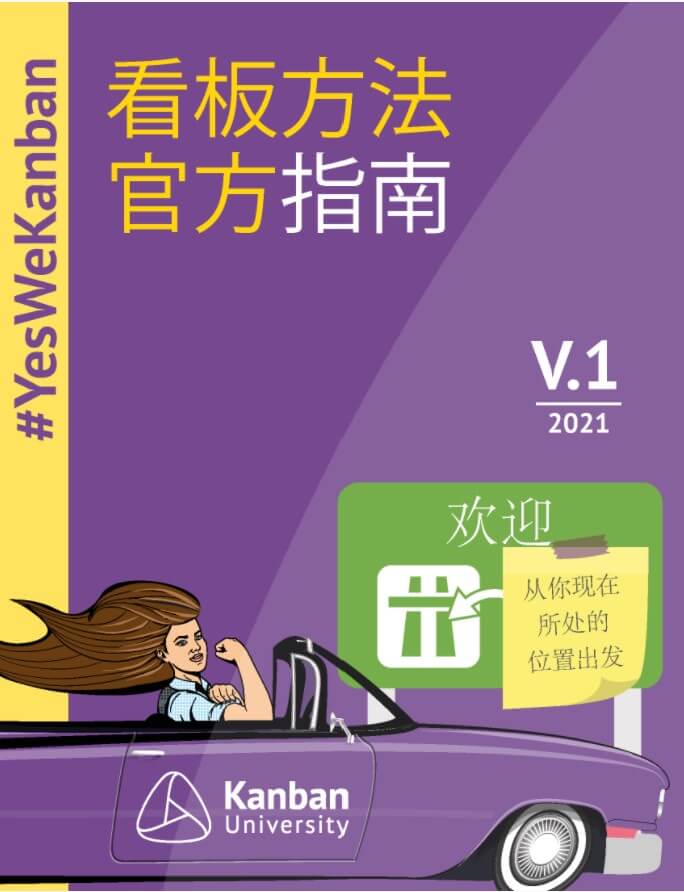 #YesWeKanban
看板方法
官方指南
V.1
2021
欢迎
从你现在
所处的
位置出发
Kanban
University